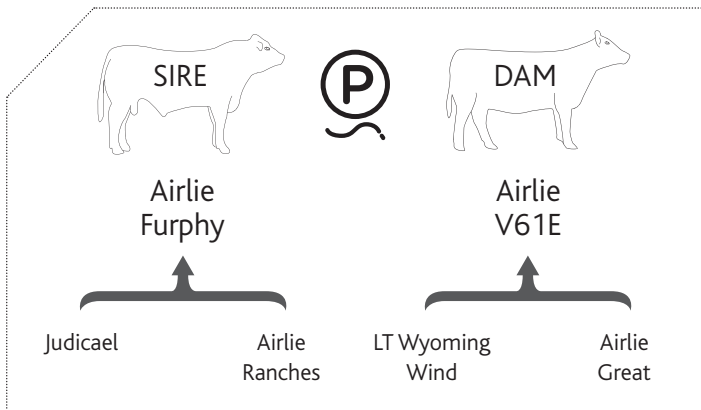 SIRE
P
DAM
Airlie
Furphy
Airlie
V61E
Judicael
Airlie
Ranches
LT Wyoming
Wind
Airlie
Great